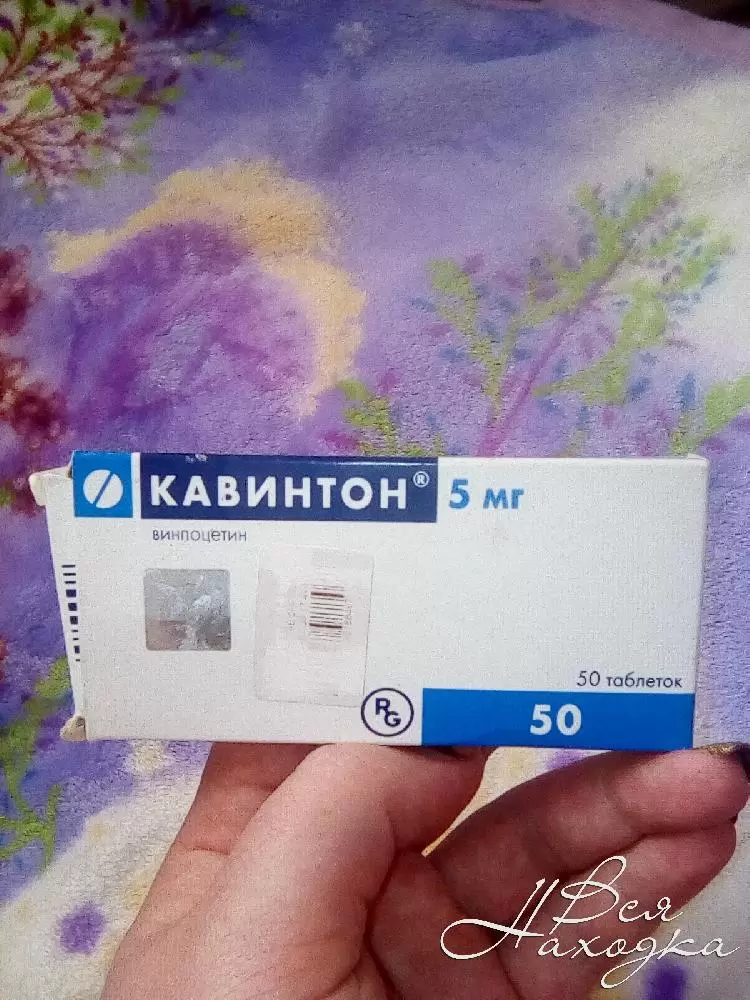 КАВИНТОН® 5 мг
винпоцетин
50 таблеток
RG
50
Вся
Находка